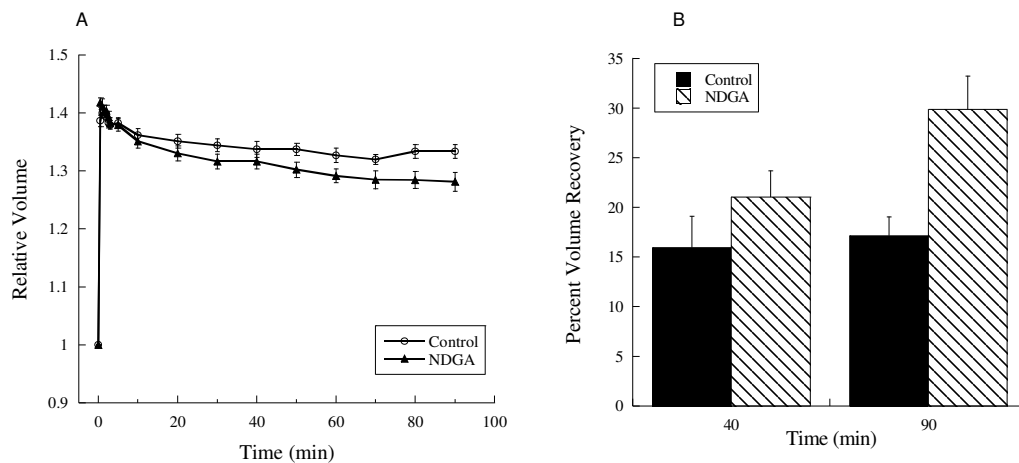 A
1.5
1.4
1.3
1.2
1.1
1
0.9
Relative Volume
0
20
40
60
80
100
Time (min)
Control
NDGA
B
35
30
25
20
15
10
5
0
Percent Volume Recovery
Control
NDGA
40
90
Time (min)